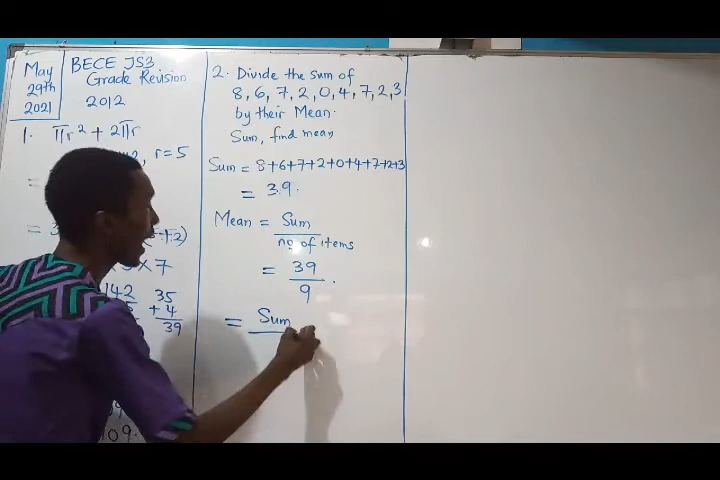 May
29th
2021
BECE JS3
Grade Revision
2012
1. πr² + 2πr
, r = 5
=
= 3
× 7
142 35
+ 4
39
109.
2. Divide the sum of
8, 6, 7, 2, 0, 4, 7, 2, 3
by their Mean.
Sum, find mean
Sum = 8+6+7+2+0+4+7+2+3
= 39.
Mean = Sum
no of items
= 39
9
= Sum